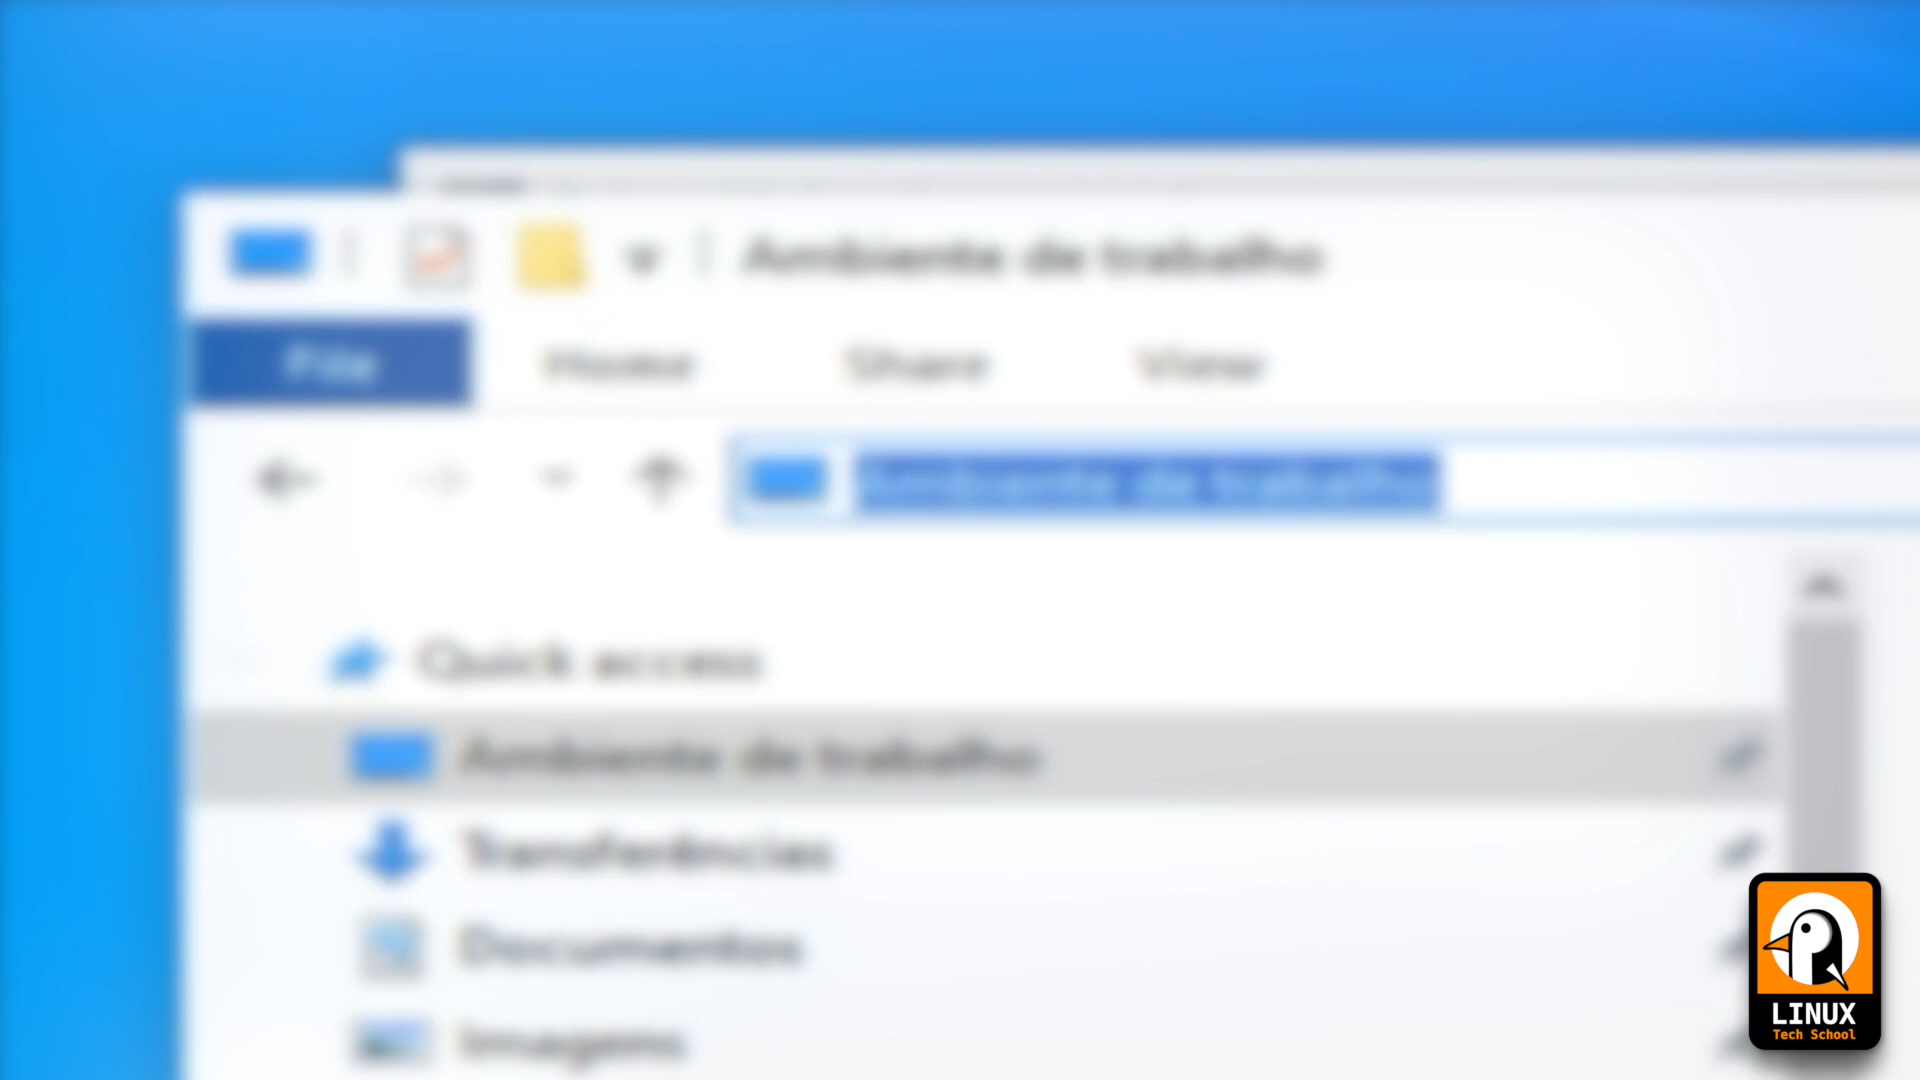 Ambiente de trabalho
File Home Share View
Ambiente de trabalho
Quick access
Ambiente de trabalho
Transferências
Documentos
Imagens
LINUX
Tech School